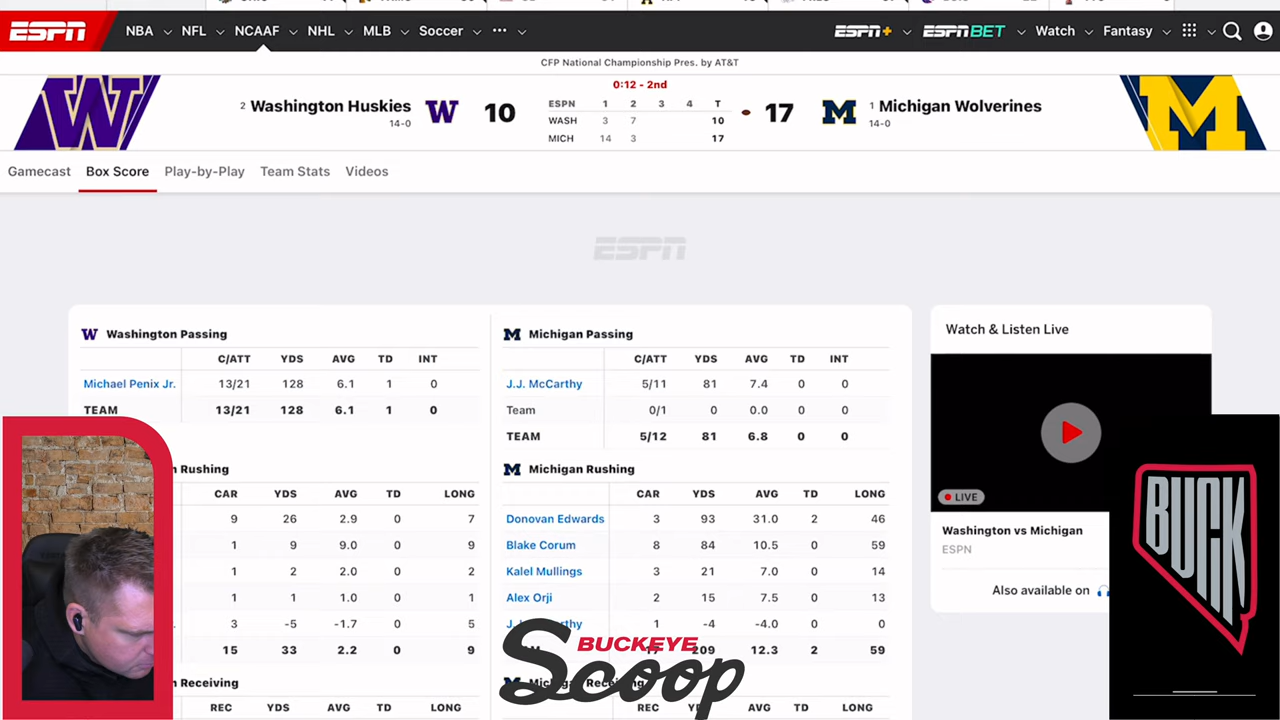 ESPN NBA NFL NCAAF NHL MLB Soccer ••• ESPN+ ESPN BET Watch Fantasy
CFP National Championship Pres. by AT&T
0:12 - 2nd
2 Washington Huskies W 10
14-0
ESPN 1 2 3 4 T
WASH 3 7 10
MICH 14 3 17
17 M 1 Michigan Wolverines
14-0
Gamecast Box Score Play-by-Play Team Stats Videos
ESPN
W Washington Passing
C/ATT YDS AVG TD INT
Michael Penix Jr. 13/21 128 6.1 1 0
TEAM 13/21 128 6.1 1 0
Rushing
CAR YDS AVG TD LONG
9 26 2.9 0 7
1 9 9.0 0 9
1 2 2.0 0 2
1 1 1.0 0 1
3 -5 -1.7 0 5
15 33 2.2 0 9
Receiving
REC YDS AVG TD LONG
M Michigan Passing
C/ATT YDS AVG TD INT
J.J. McCarthy 5/11 81 7.4 0 0
Team 0/1 0 0.0 0 0
TEAM 5/12 81 6.8 0 0
M Michigan Rushing
CAR YDS AVG TD LONG
Donovan Edwards 3 93 31.0 2 46
Blake Corum 8 84 10.5 0 59
Kalel Mullings 3 21 7.0 0 14
Alex Orji 2 15 7.5 0 13
1 -4 -4.0 0 0
209 12.3 2 59
REC AVG TD LONG
Watch & Listen Live
LIVE
Washington vs Michigan
ESPN
Also available on
BUCKEYE
Scoop
BUCK